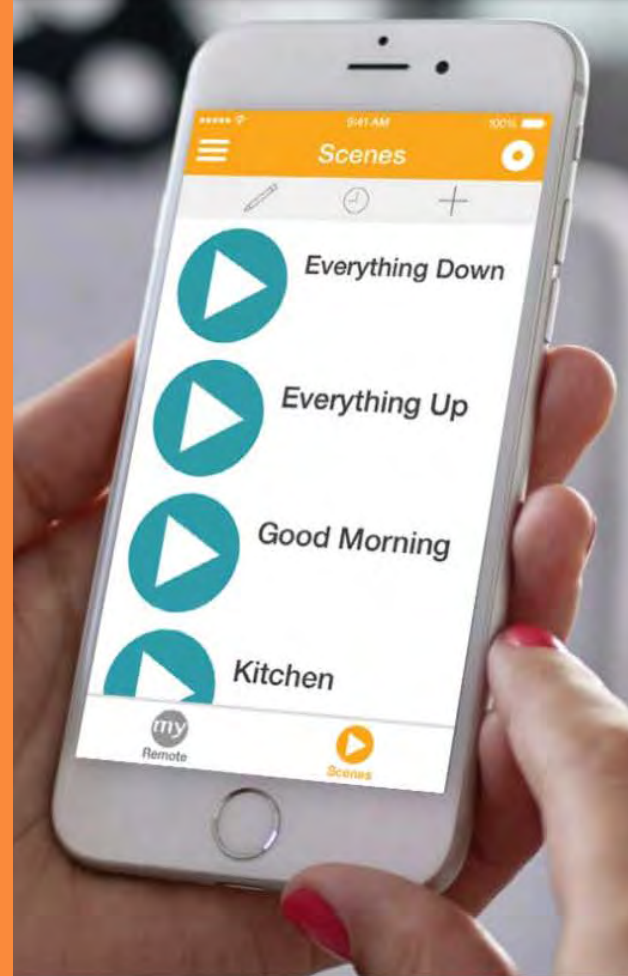 9:41 AM
100%
Scenes
Everything Down
Everything Up
Good Morning
Kitchen
my
Remote
Scenes